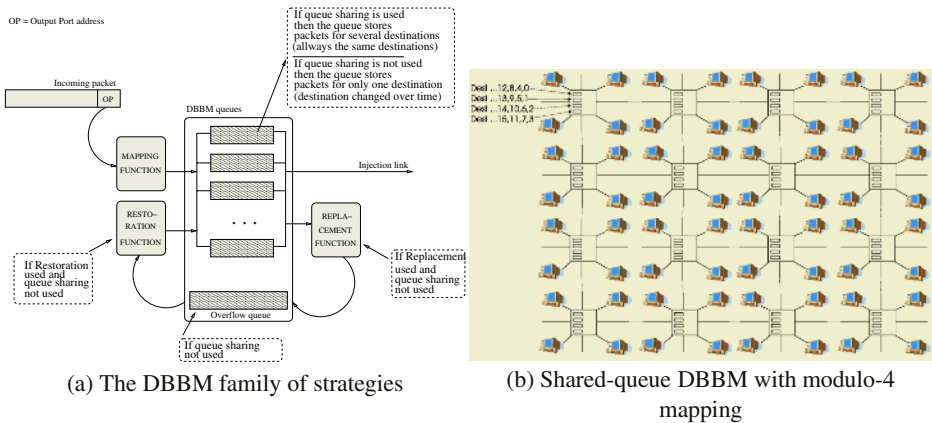 OP = Output Port address
If queue sharing is used
then the queue stores
packets for several destinations
(allways the same destinations)
If queue sharing is not used
then the queue stores
packets for only one destination
(destination changed over time)
Incoming packet
OP
DBBM queues
MAPPING
FUNCTION
Injection link
RESTO-
RATION
FUNCTION
. . .
REPLA-
CEMENT
FUNCTION
If Restoration
used and
queue sharing
not used
If Replacement
used and
queue sharing
not used
Overflow queue
If queue sharing
not used
(a) The DBBM family of strategies
Dest ...12,8,4,0
Dest ...13,9,5,1
Dest ...14,10,6,2
Dest ...15,11,7,3
(b) Shared-queue DBBM with modulo-4
mapping